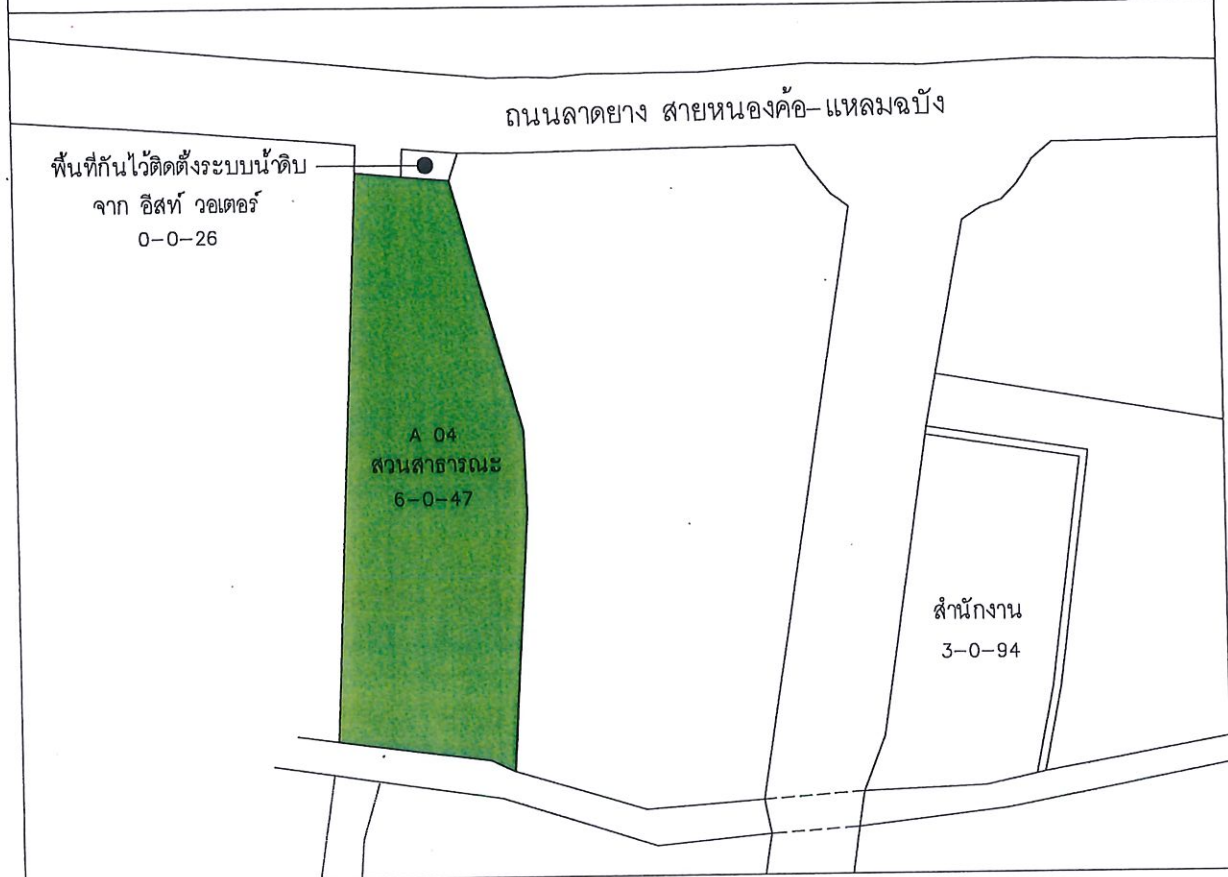 ถนนลาดยาง สายหนองค้อ-แหลมฉบัง
พื้นที่กันไว้ติดตั้งระบบน้ำดิบ
จาก อีสท์ วอเตอร์
0-0-26
A 04
สวนสาธารณะ
6-0-47
สำนักงาน
3-0-94